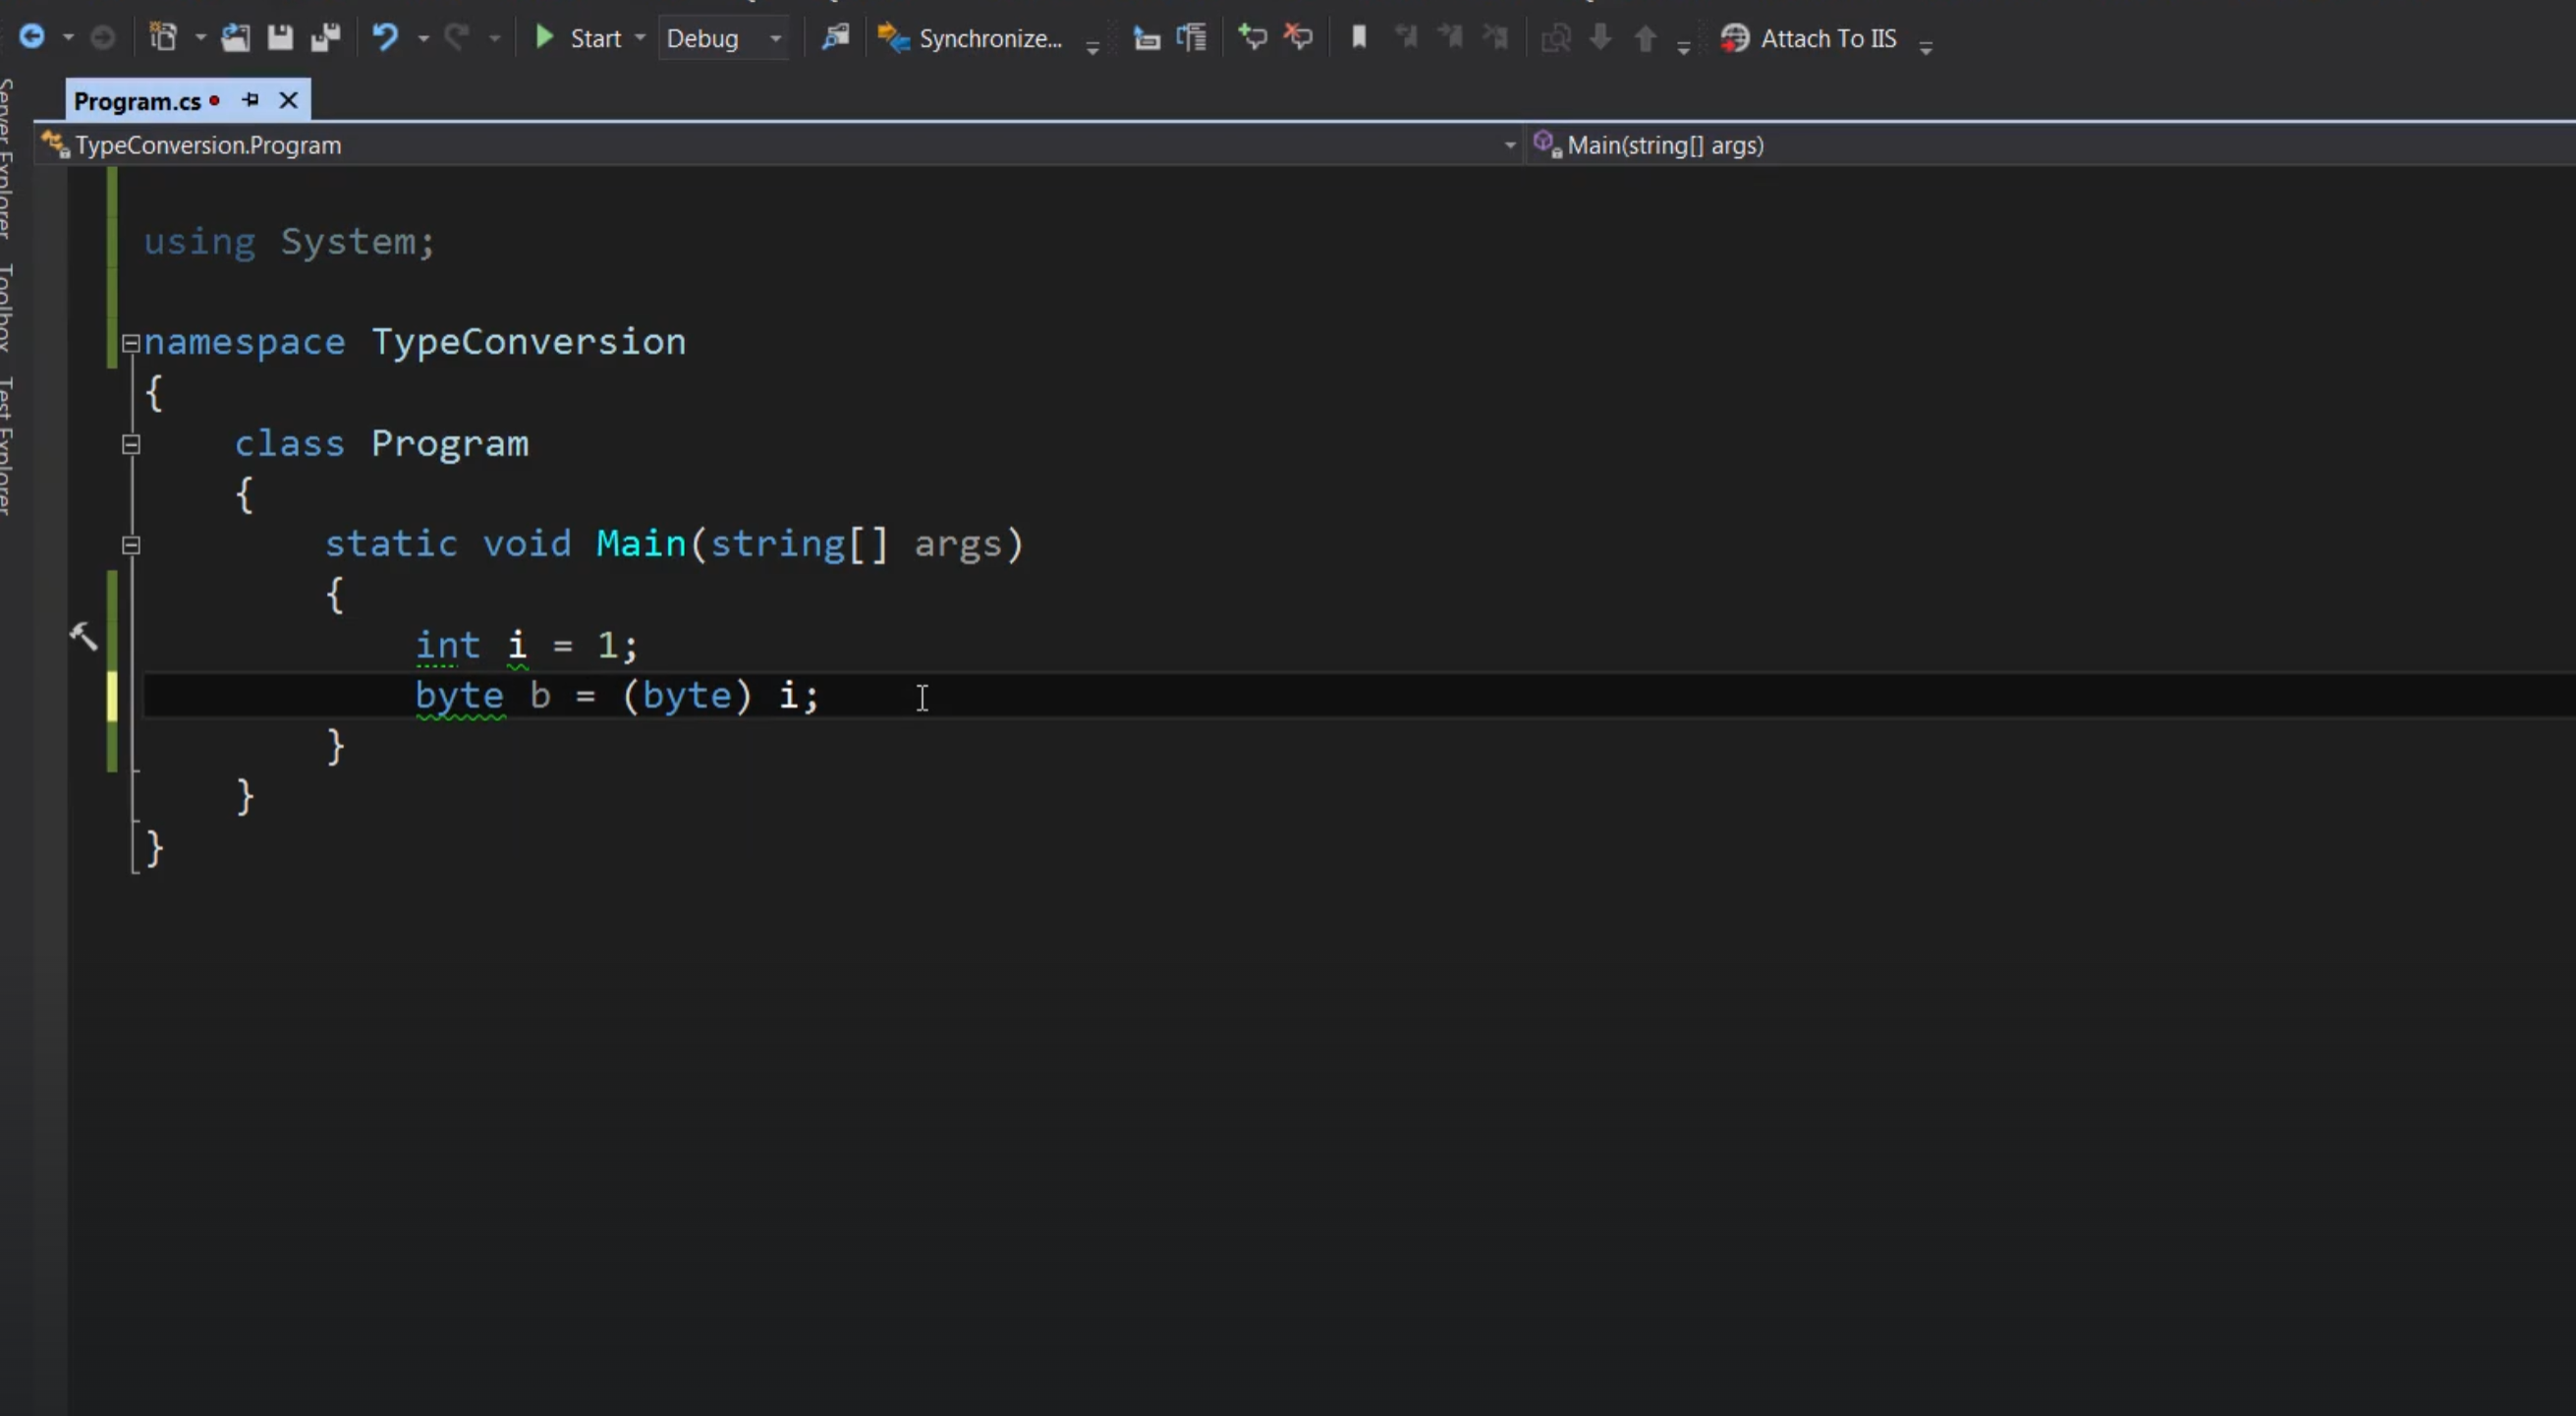 Start Debug Synchronize... Attach To IIS
Server Explorer
Toolbox
Test Explorer
Program.cs
TypeConversion.Program
Main(string[] args)
using System;
namespace TypeConversion
{
class Program
{
static void Main(string[] args)
{
int i = 1;
byte b = (byte) i;
}
}
}